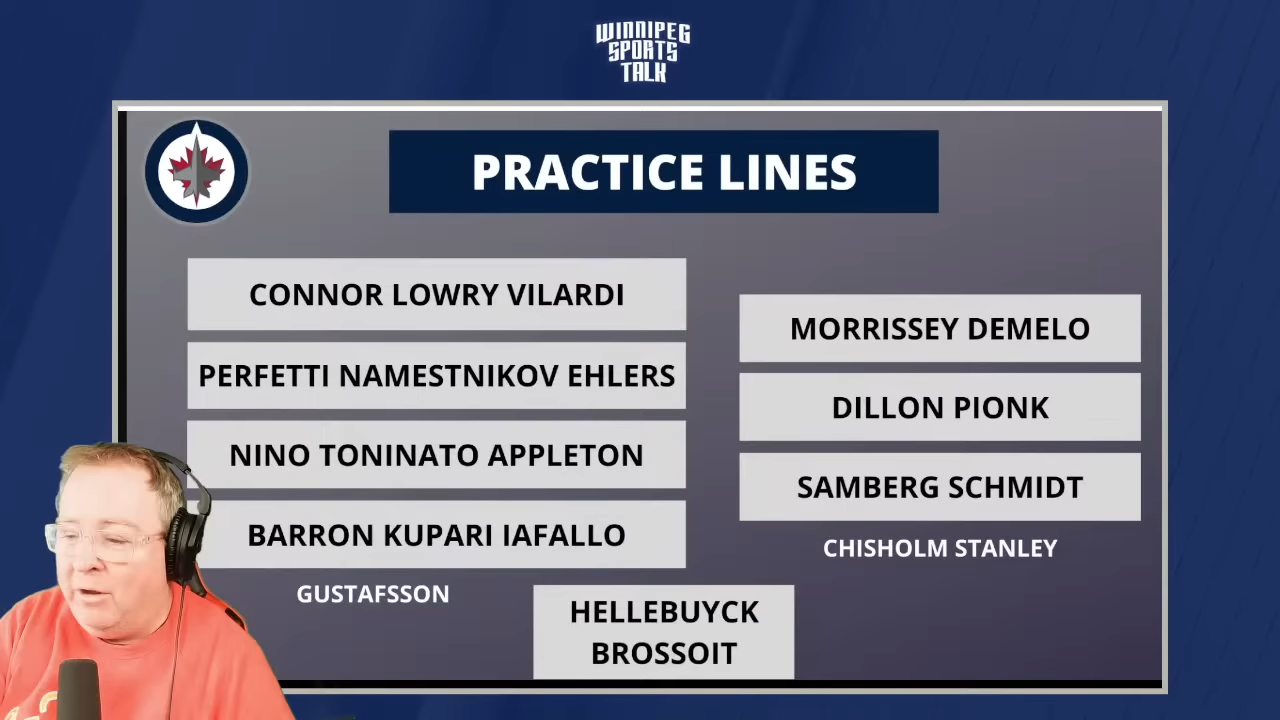 WINNIPEG
SPORTS
TALK
PRACTICE LINES
CONNOR LOWRY VILARDI
PERFETTI NAMESTNIKOV EHLERS
NINO TONINATO APPLETON
BARRON KUPARI IAFALLO
GUSTAFSSON
MORRISSEY DEMELO
DILLON PIONK
SAMBERG SCHMIDT
CHISHOLM STANLEY
HELLEBUYCK
BROSSOIT